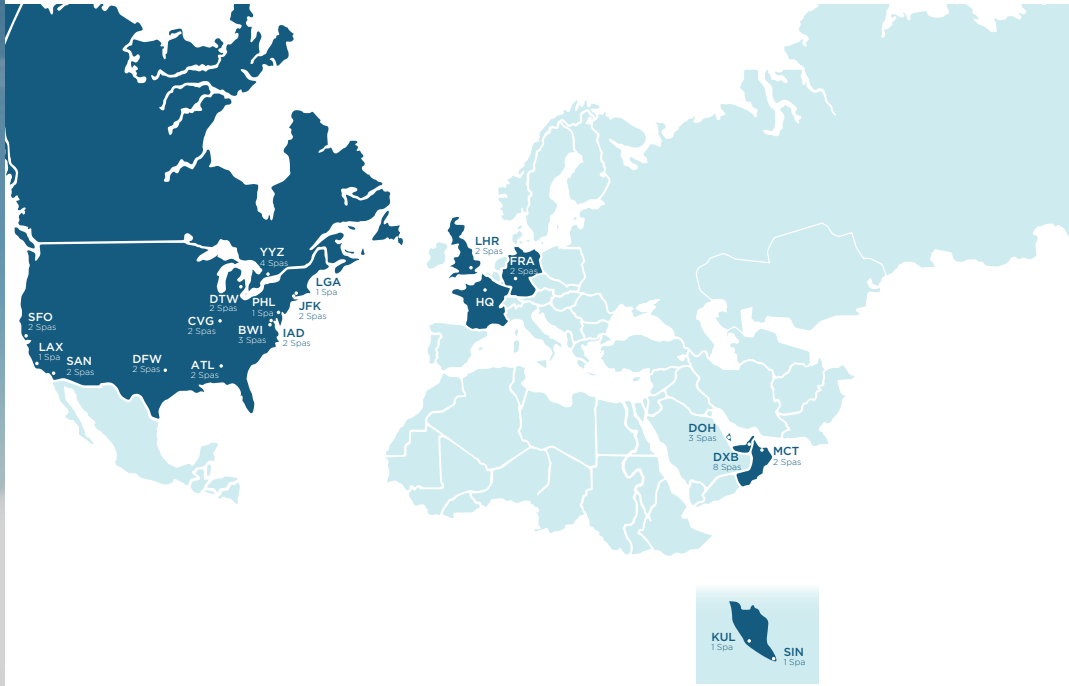 YYZ
4 Spas
LGA
1 Spa
DTW
2 Spas
PHL
1 Spa
JFK
2 Spas
CVG
2 Spas
BWI
3 Spas
IAD
2 Spas
SFO
2 Spas
LAX
1 Spa
SAN
2 Spas
DFW
2 Spas
ATL
2 Spas
LHR
2 Spas
FRA
2 Spas
HQ
DOH
3 Spas
DXB
8 Spas
MCT
2 Spas
KUL
1 Spa
SIN
1 Spa